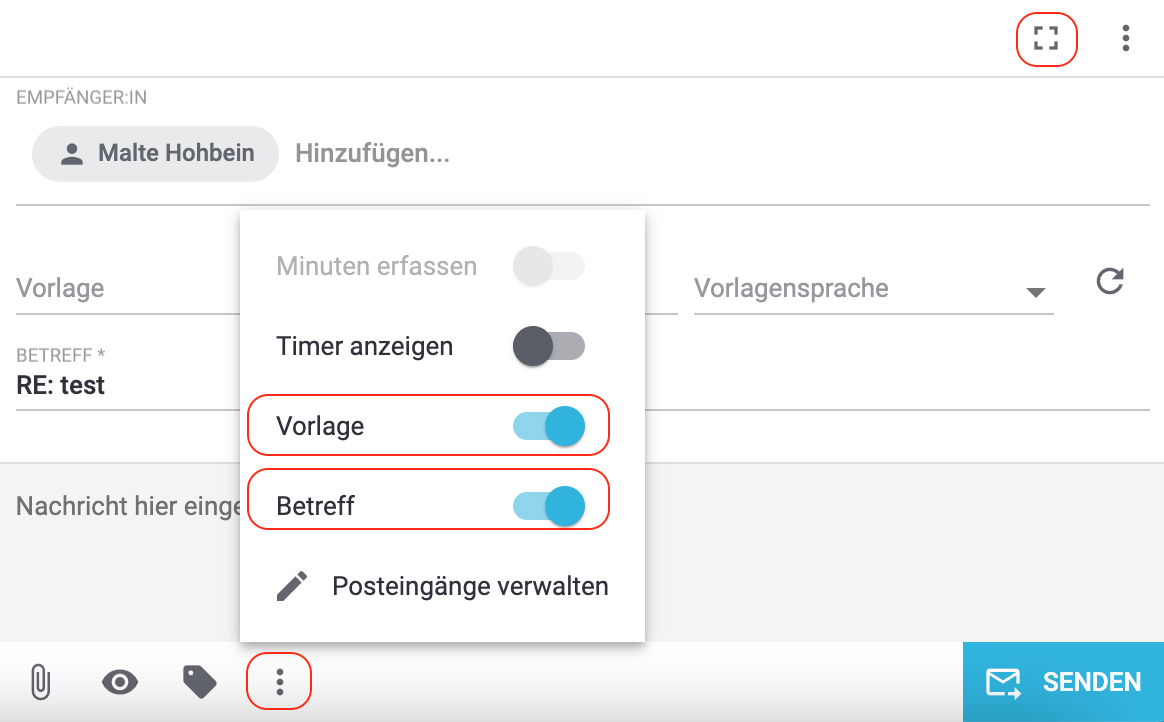 EMPFÄNGER:IN
Malte Hohbein Hinzufügen...
Minuten erfassen
Vorlage
Vorlagensprache
Timer anzeigen
BETREFF *
RE: test
Vorlage
Betreff
Nachricht hier einge
Posteingänge verwalten
SENDEN